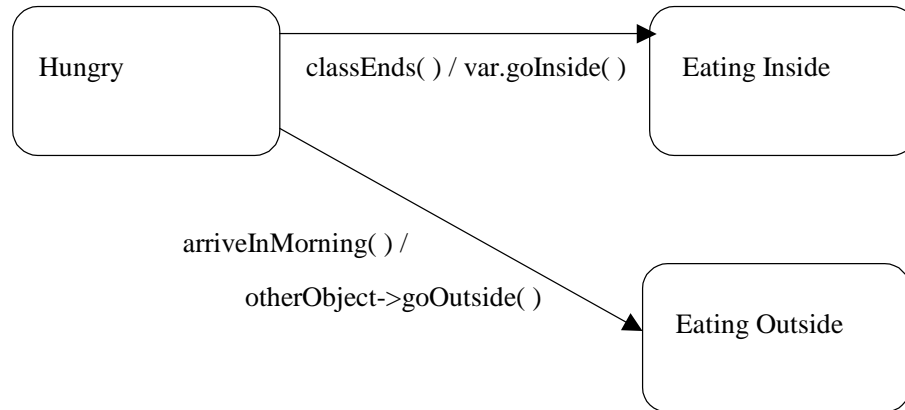 Hungry
classEnds( ) / var.goInside( )
Eating Inside
arriveInMorning( ) /
otherObject->goOutside( )
Eating Outside